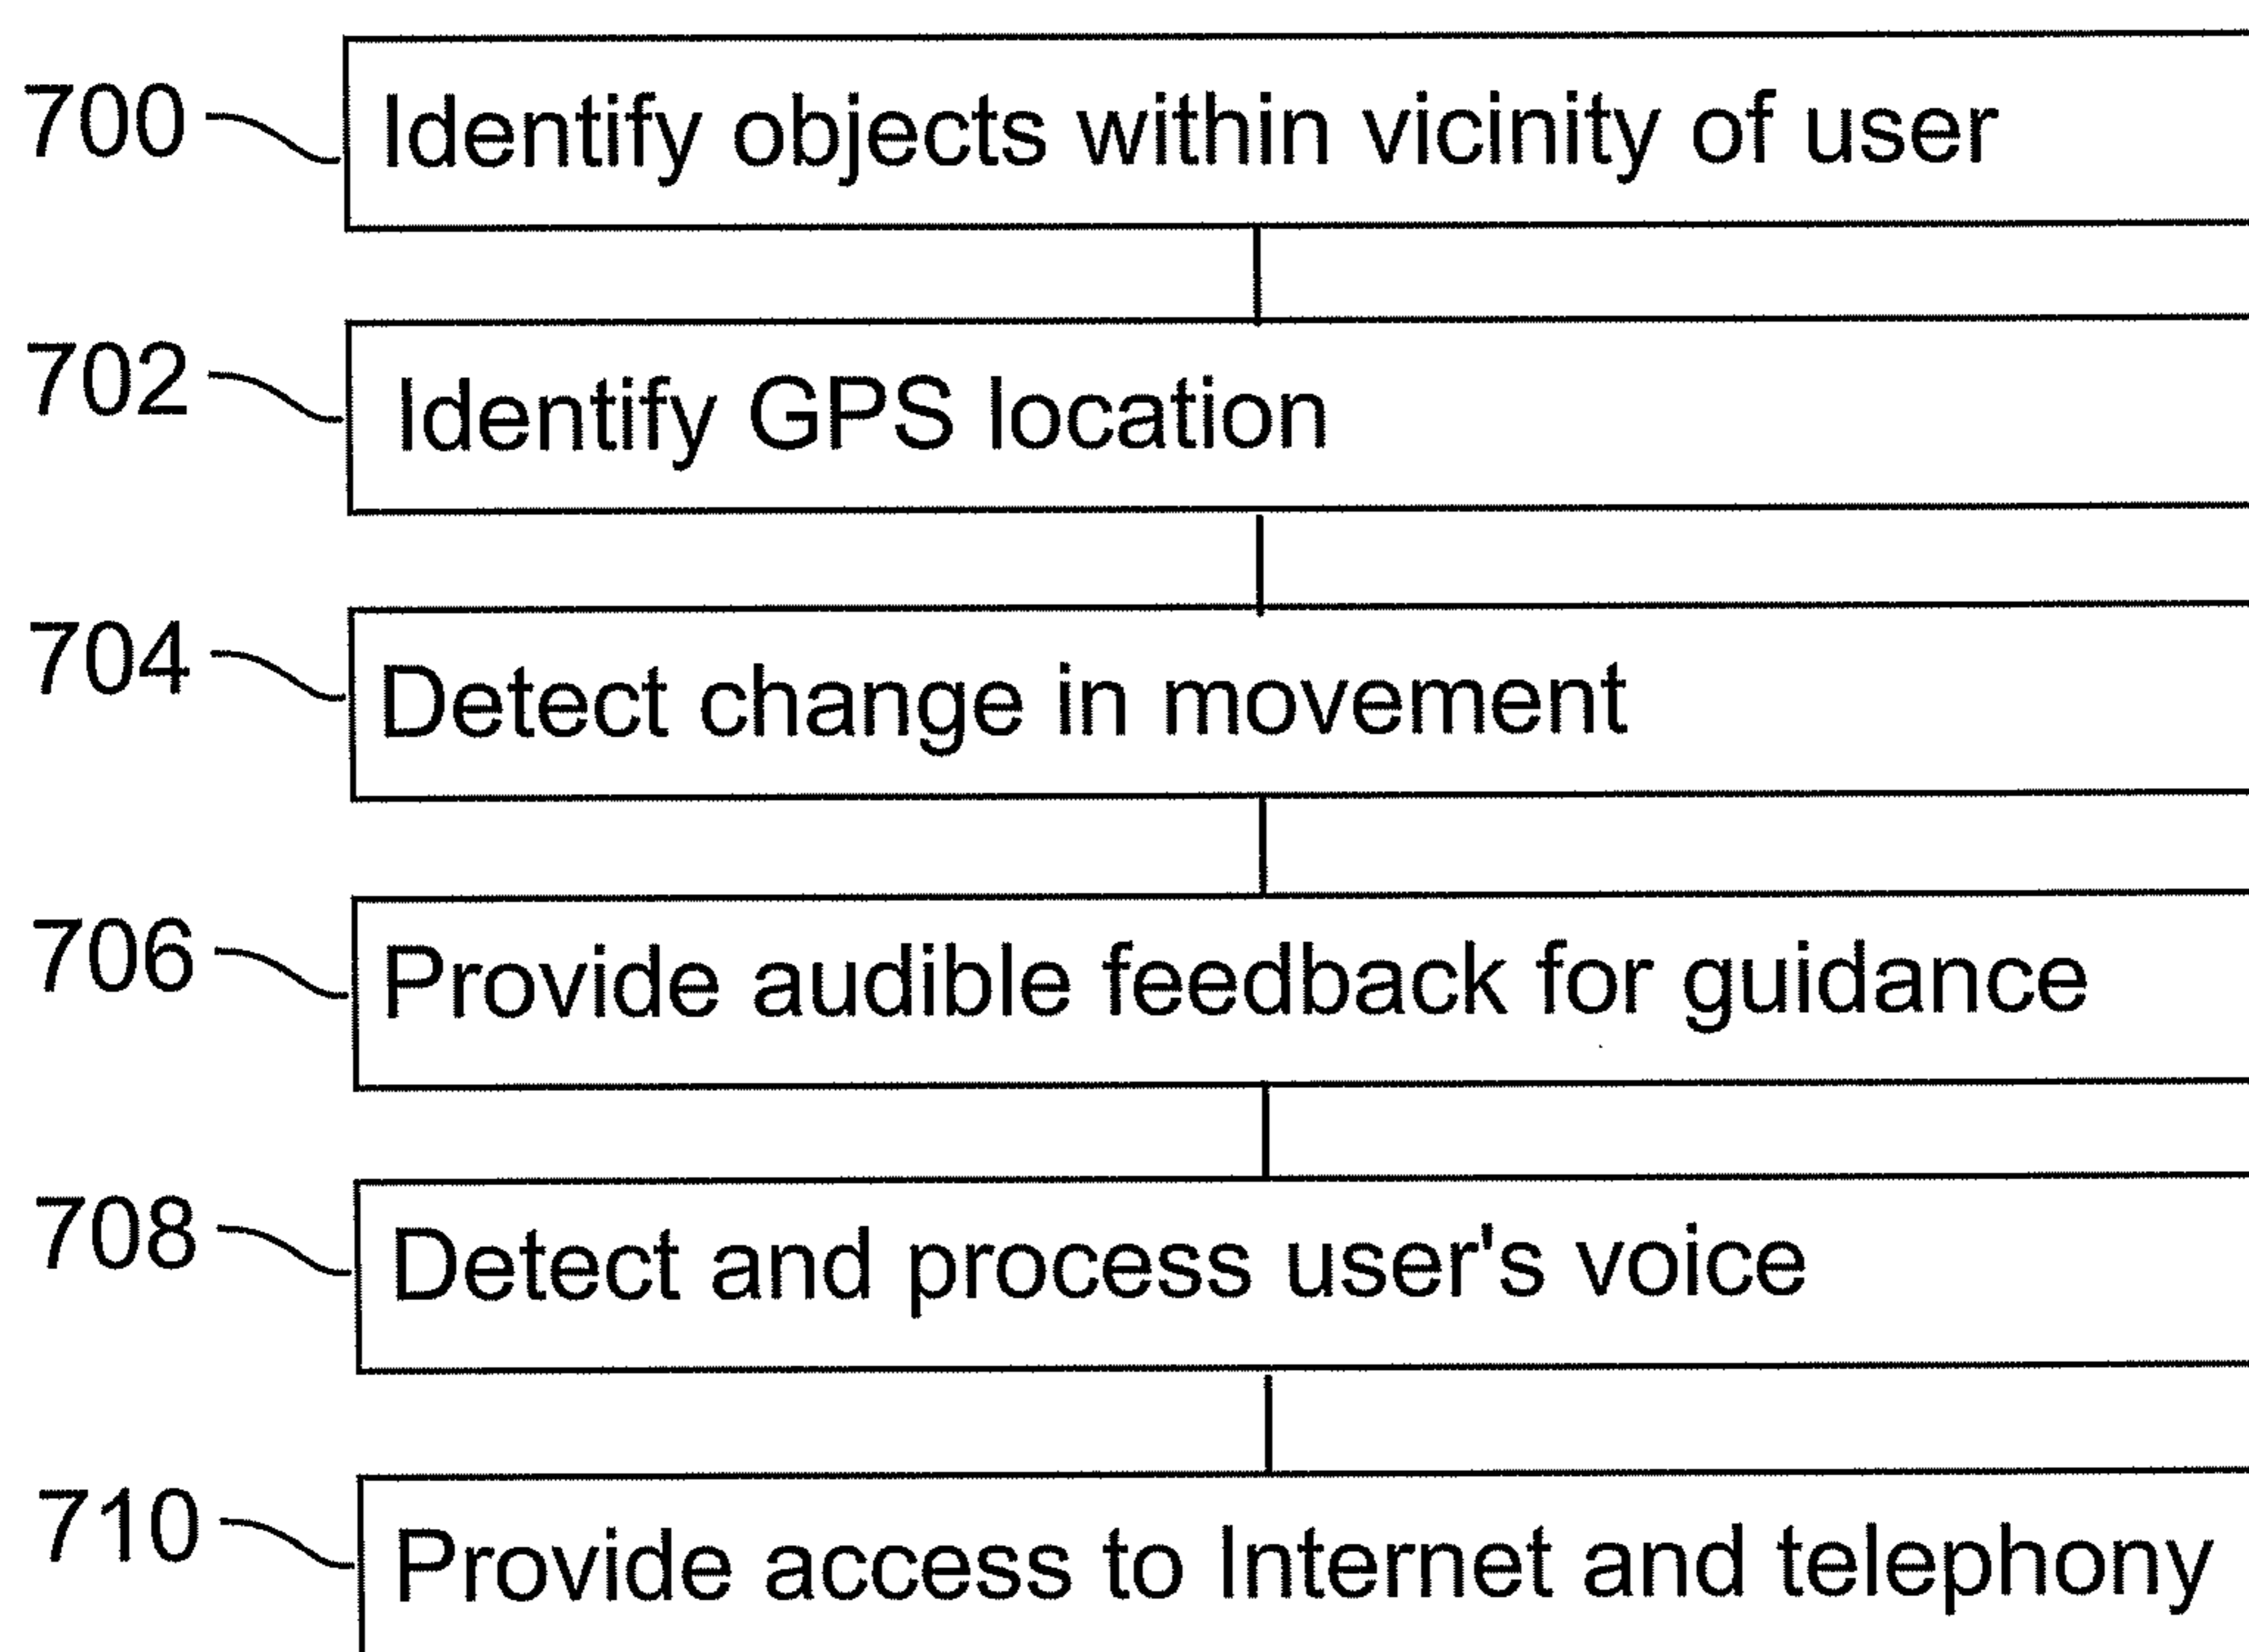 700 Identify objects within vicinity of user
702 Identify GPS location
704 Detect change in movement
706 Provide audible feedback for guidance
708 Detect and process user's voice
710 Provide access to Internet and telephony